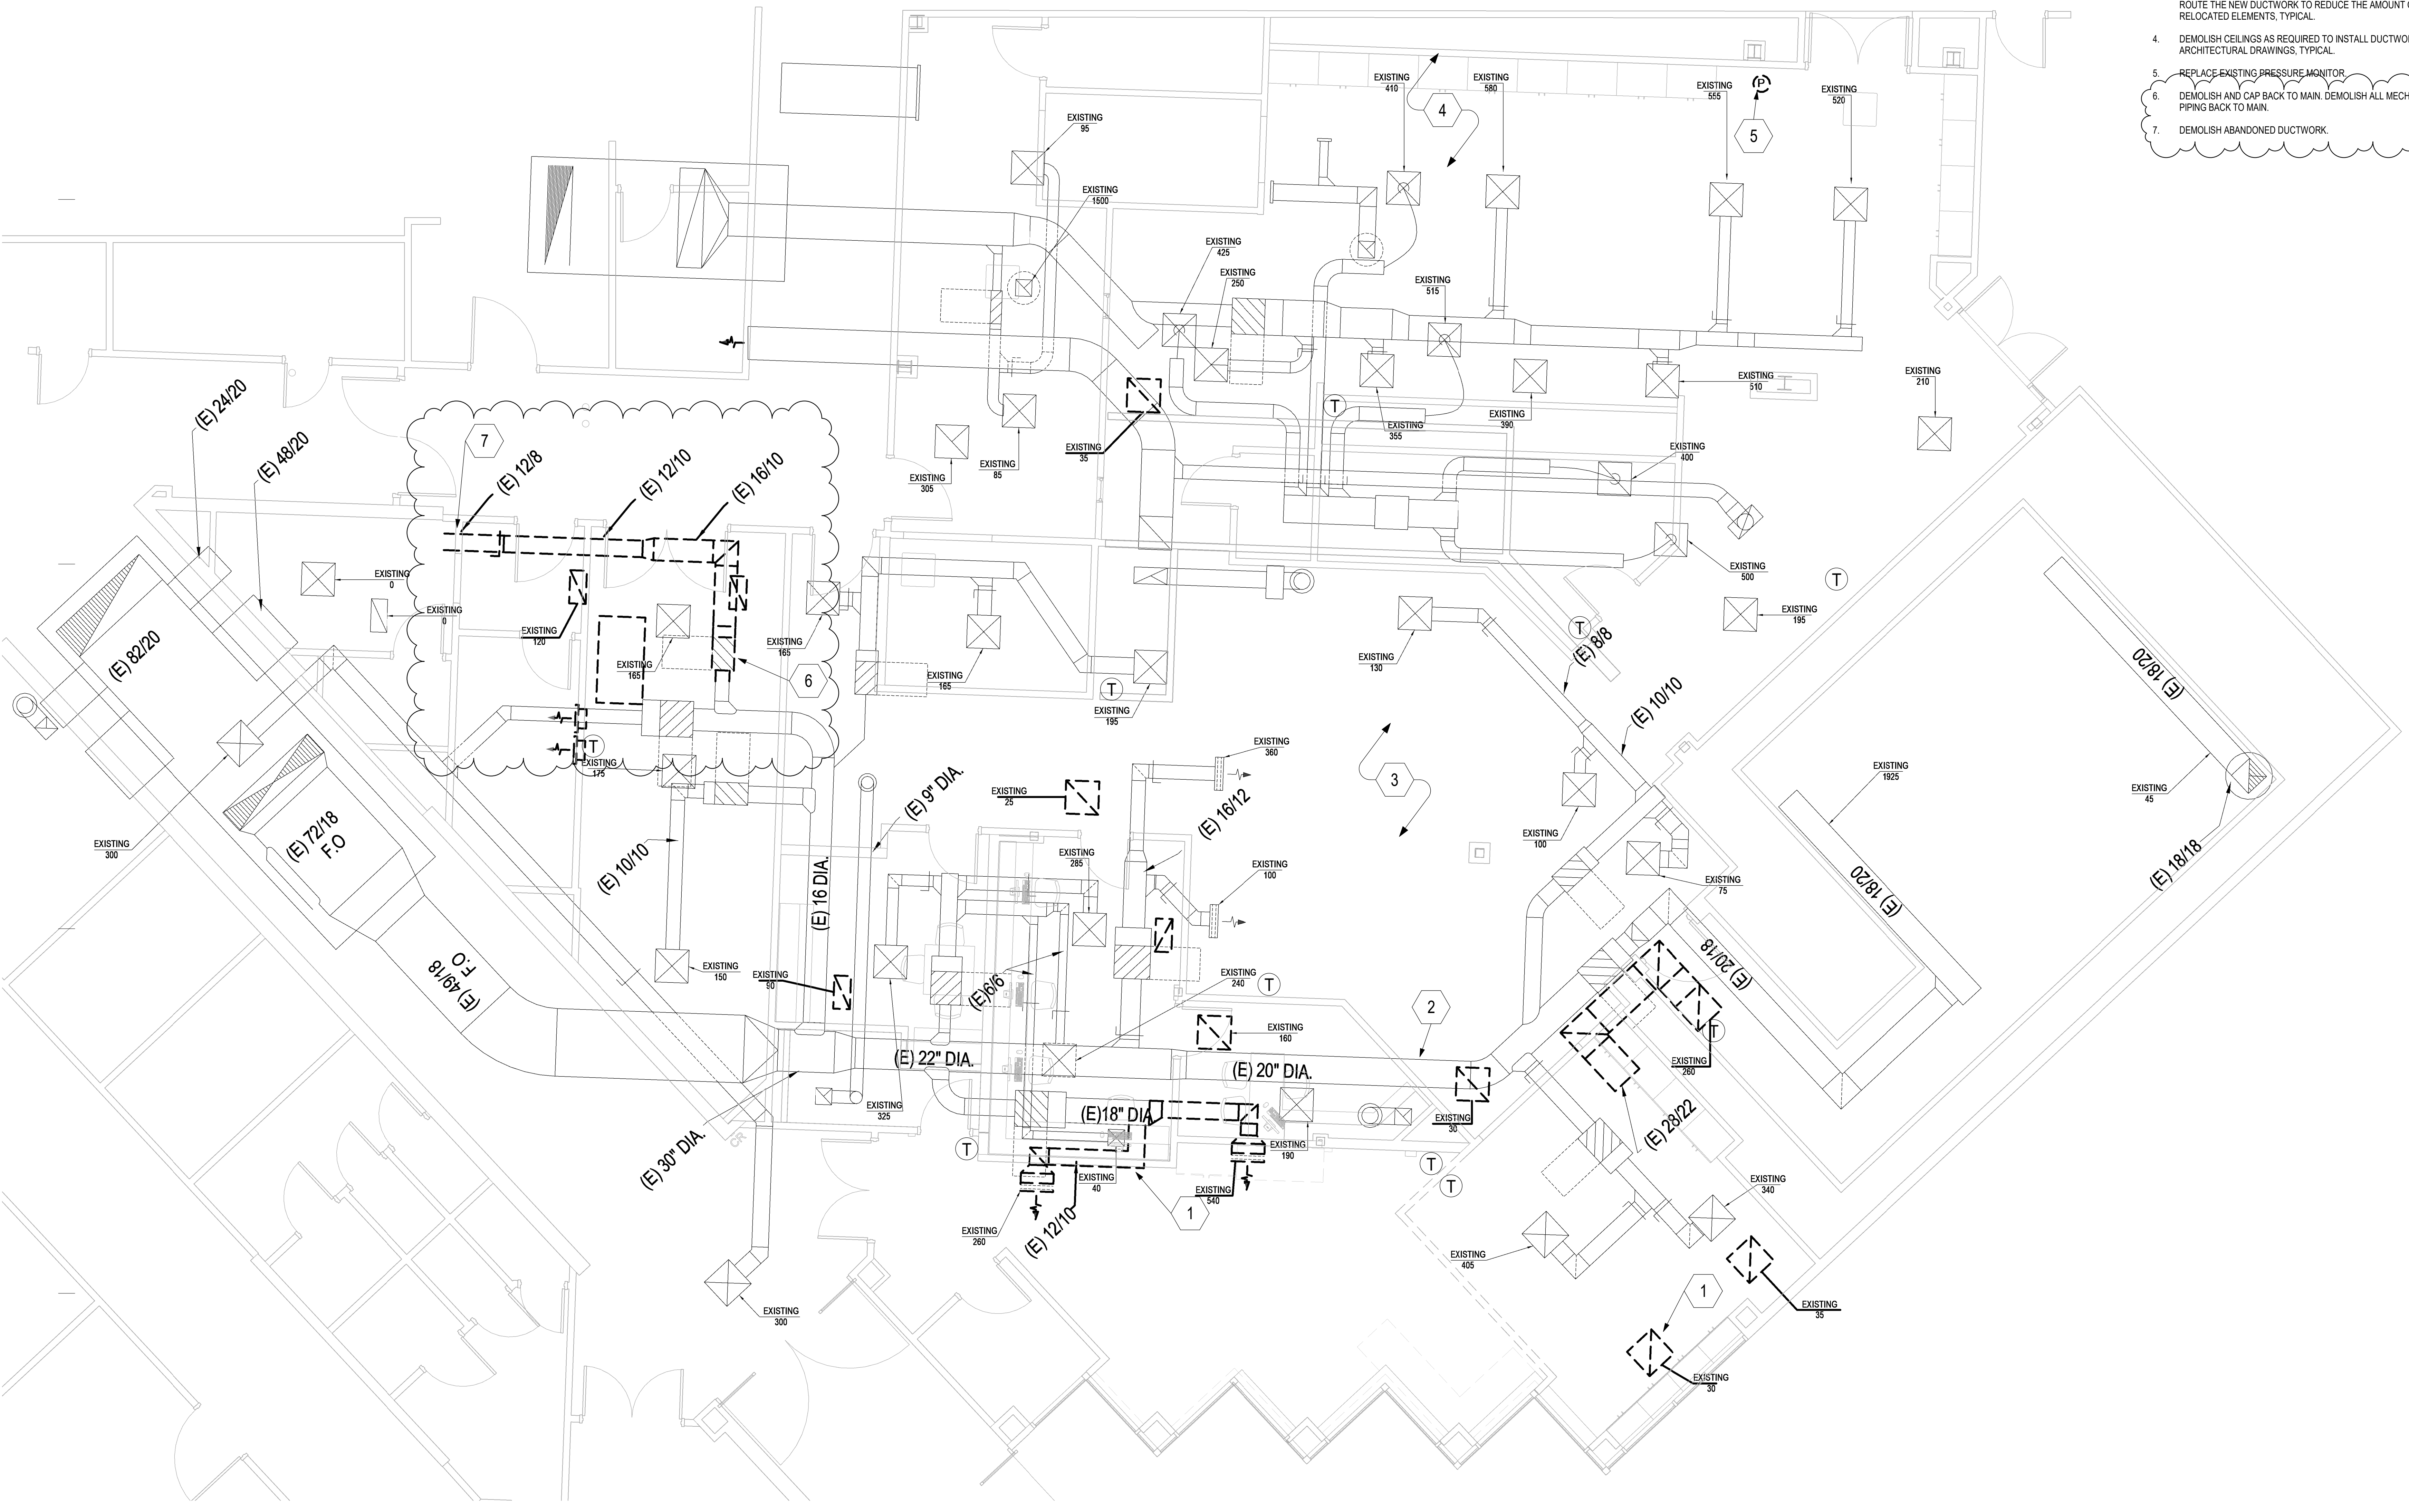 ROUTE THE NEW DUCTWORK TO REDUCE THE AMOUNT
RELOCATED ELEMENTS, TYPICAL.
4. DEMOLISH CEILINGS AS REQUIRED TO INSTALL
ARCHITECTURAL DRAWINGS, TYPICAL.
5. REPLACE EXISTING PRESSURE MONITOR.
6. DEMOLISH AND CAP BACK TO MAIN. DEMOLISH ALL
PIPING BACK TO MAIN.
7. DEMOLISH ABANDONED DUCTWORK.
EXISTING
410
EXISTING
580
EXISTING
555
P
EXISTING
520
4
5
EXISTING
95
EXISTING
1500
EXISTING
425
EXISTING
250
EXISTING
515
EXISTING
510
EXISTING
210
T
EXISTING
390
EXISTING
355
EXISTING
35
EXISTING
400
EXISTING
305
EXISTING
85
(E) 24/20
(E) 48/20
7
(E) 12/8
(E) 12/10
(E) 16/10
EXISTING
0
EXISTING
0
EXISTING
120
EXISTING
165
EXISTING
165
6
EXISTING
165
T
EXISTING
195
EXISTING
130
EXISTING
500
T
EXISTING
195
T
(E) 8/8
(E) 10/10
(E) 18/20
(E) 82/20
T
EXISTING
175
EXISTING
360
3
EXISTING
1925
EXISTING
45
EXISTING
25
(E) 9" DIA.
(E) 16/12
EXISTING
300
(E) 72/18
F.O
(E) 10/10
(E) 16 DIA.
EXISTING
285
EXISTING
100
EXISTING
100
EXISTING
75
(E) 18/20
(E) 18/18
(E) 49/18
F.O
EXISTING
150
EXISTING
90
(E)6/6
EXISTING
240
T
(E) 20/18
2
EXISTING
160
T
EXISTING
260
(E) 22" DIA.
(E) 20" DIA.
EXISTING
325
(E)18" DIA
EXISTING
30
(E) 28/22
(E) 30" DIA.
CR
T
EXISTING
190
T
T
EXISTING
40
EXISTING
540
1
EXISTING
260
(E) 12/10
EXISTING
340
EXISTING
405
1
EXISTING
35
EXISTING
300
EXISTING
30